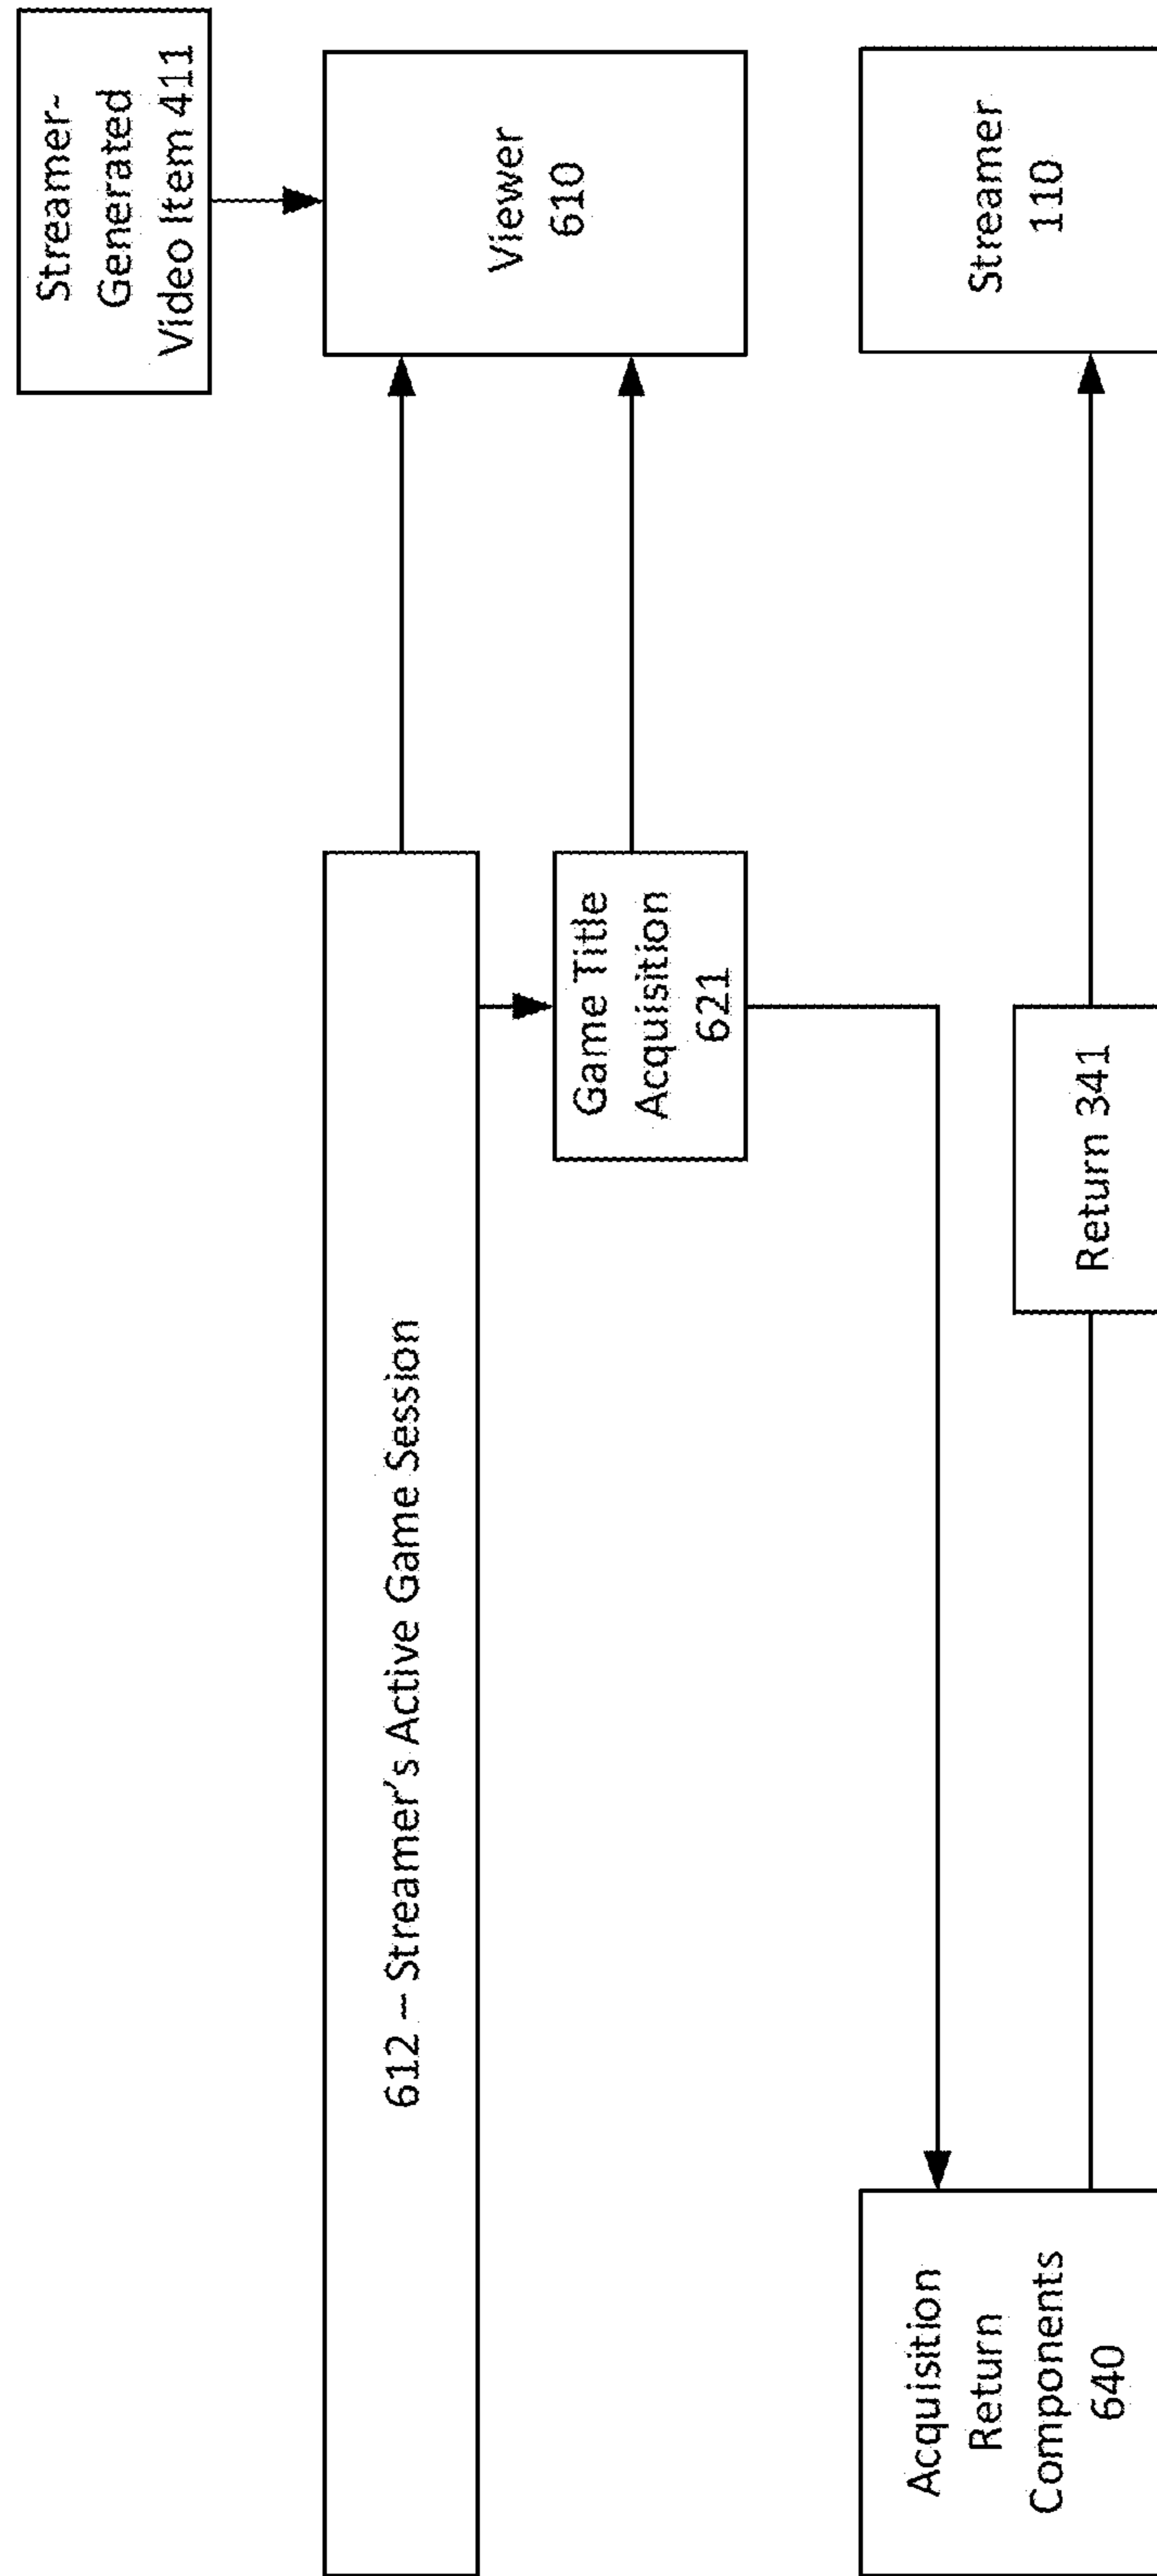 Streamer-
Generated
Video Item 411
Viewer
610
612 – Streamer's Active Game Session
Game Title
Acquisition
621
Streamer
110
Return 341
Acquisition
Return
Components
640